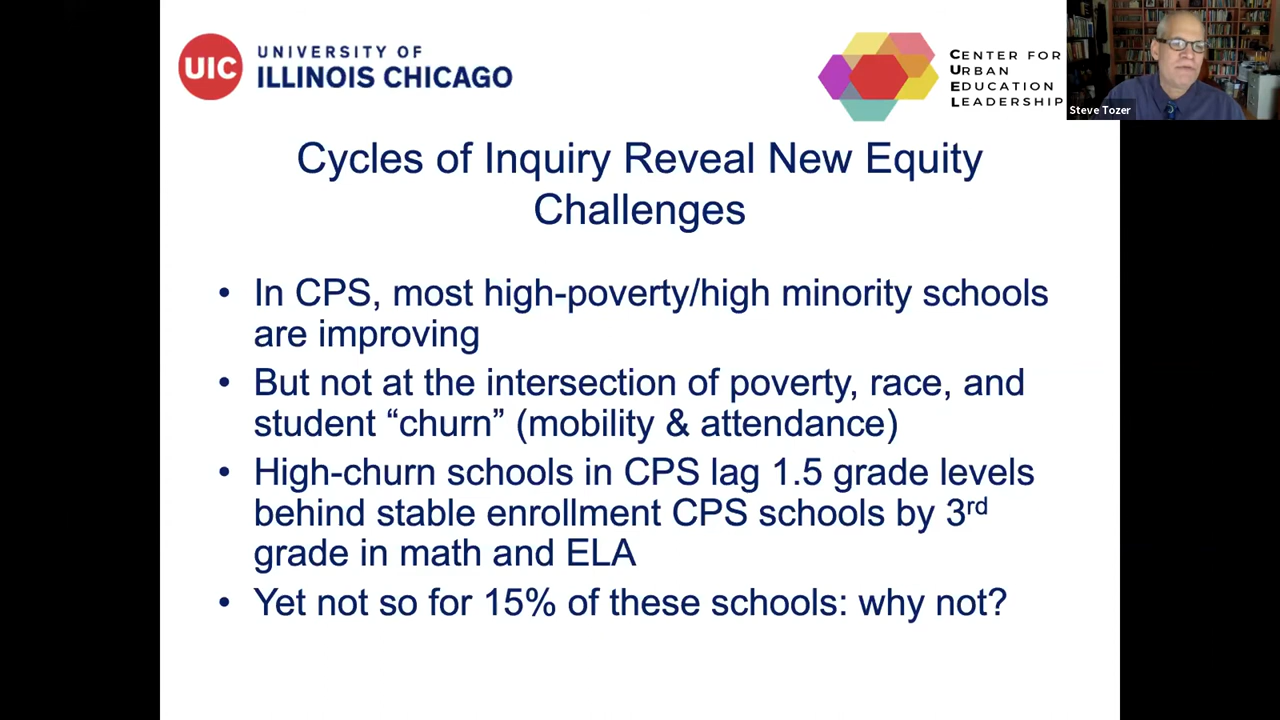 UIC
UNIVERSITY OF
ILLINOIS CHICAGO
CENTER FOR
URBAN
EDUCATION
LEADERSHIP
Steve Tozer
Cycles of Inquiry Reveal New Equity
Challenges
• In CPS, most high-poverty/high minority schools
are improving
• But not at the intersection of poverty, race, and
student “churn” (mobility & attendance)
• High-churn schools in CPS lag 1.5 grade levels
behind stable enrollment CPS schools by 3rd
grade in math and ELA
• Yet not so for 15% of these schools: why not?